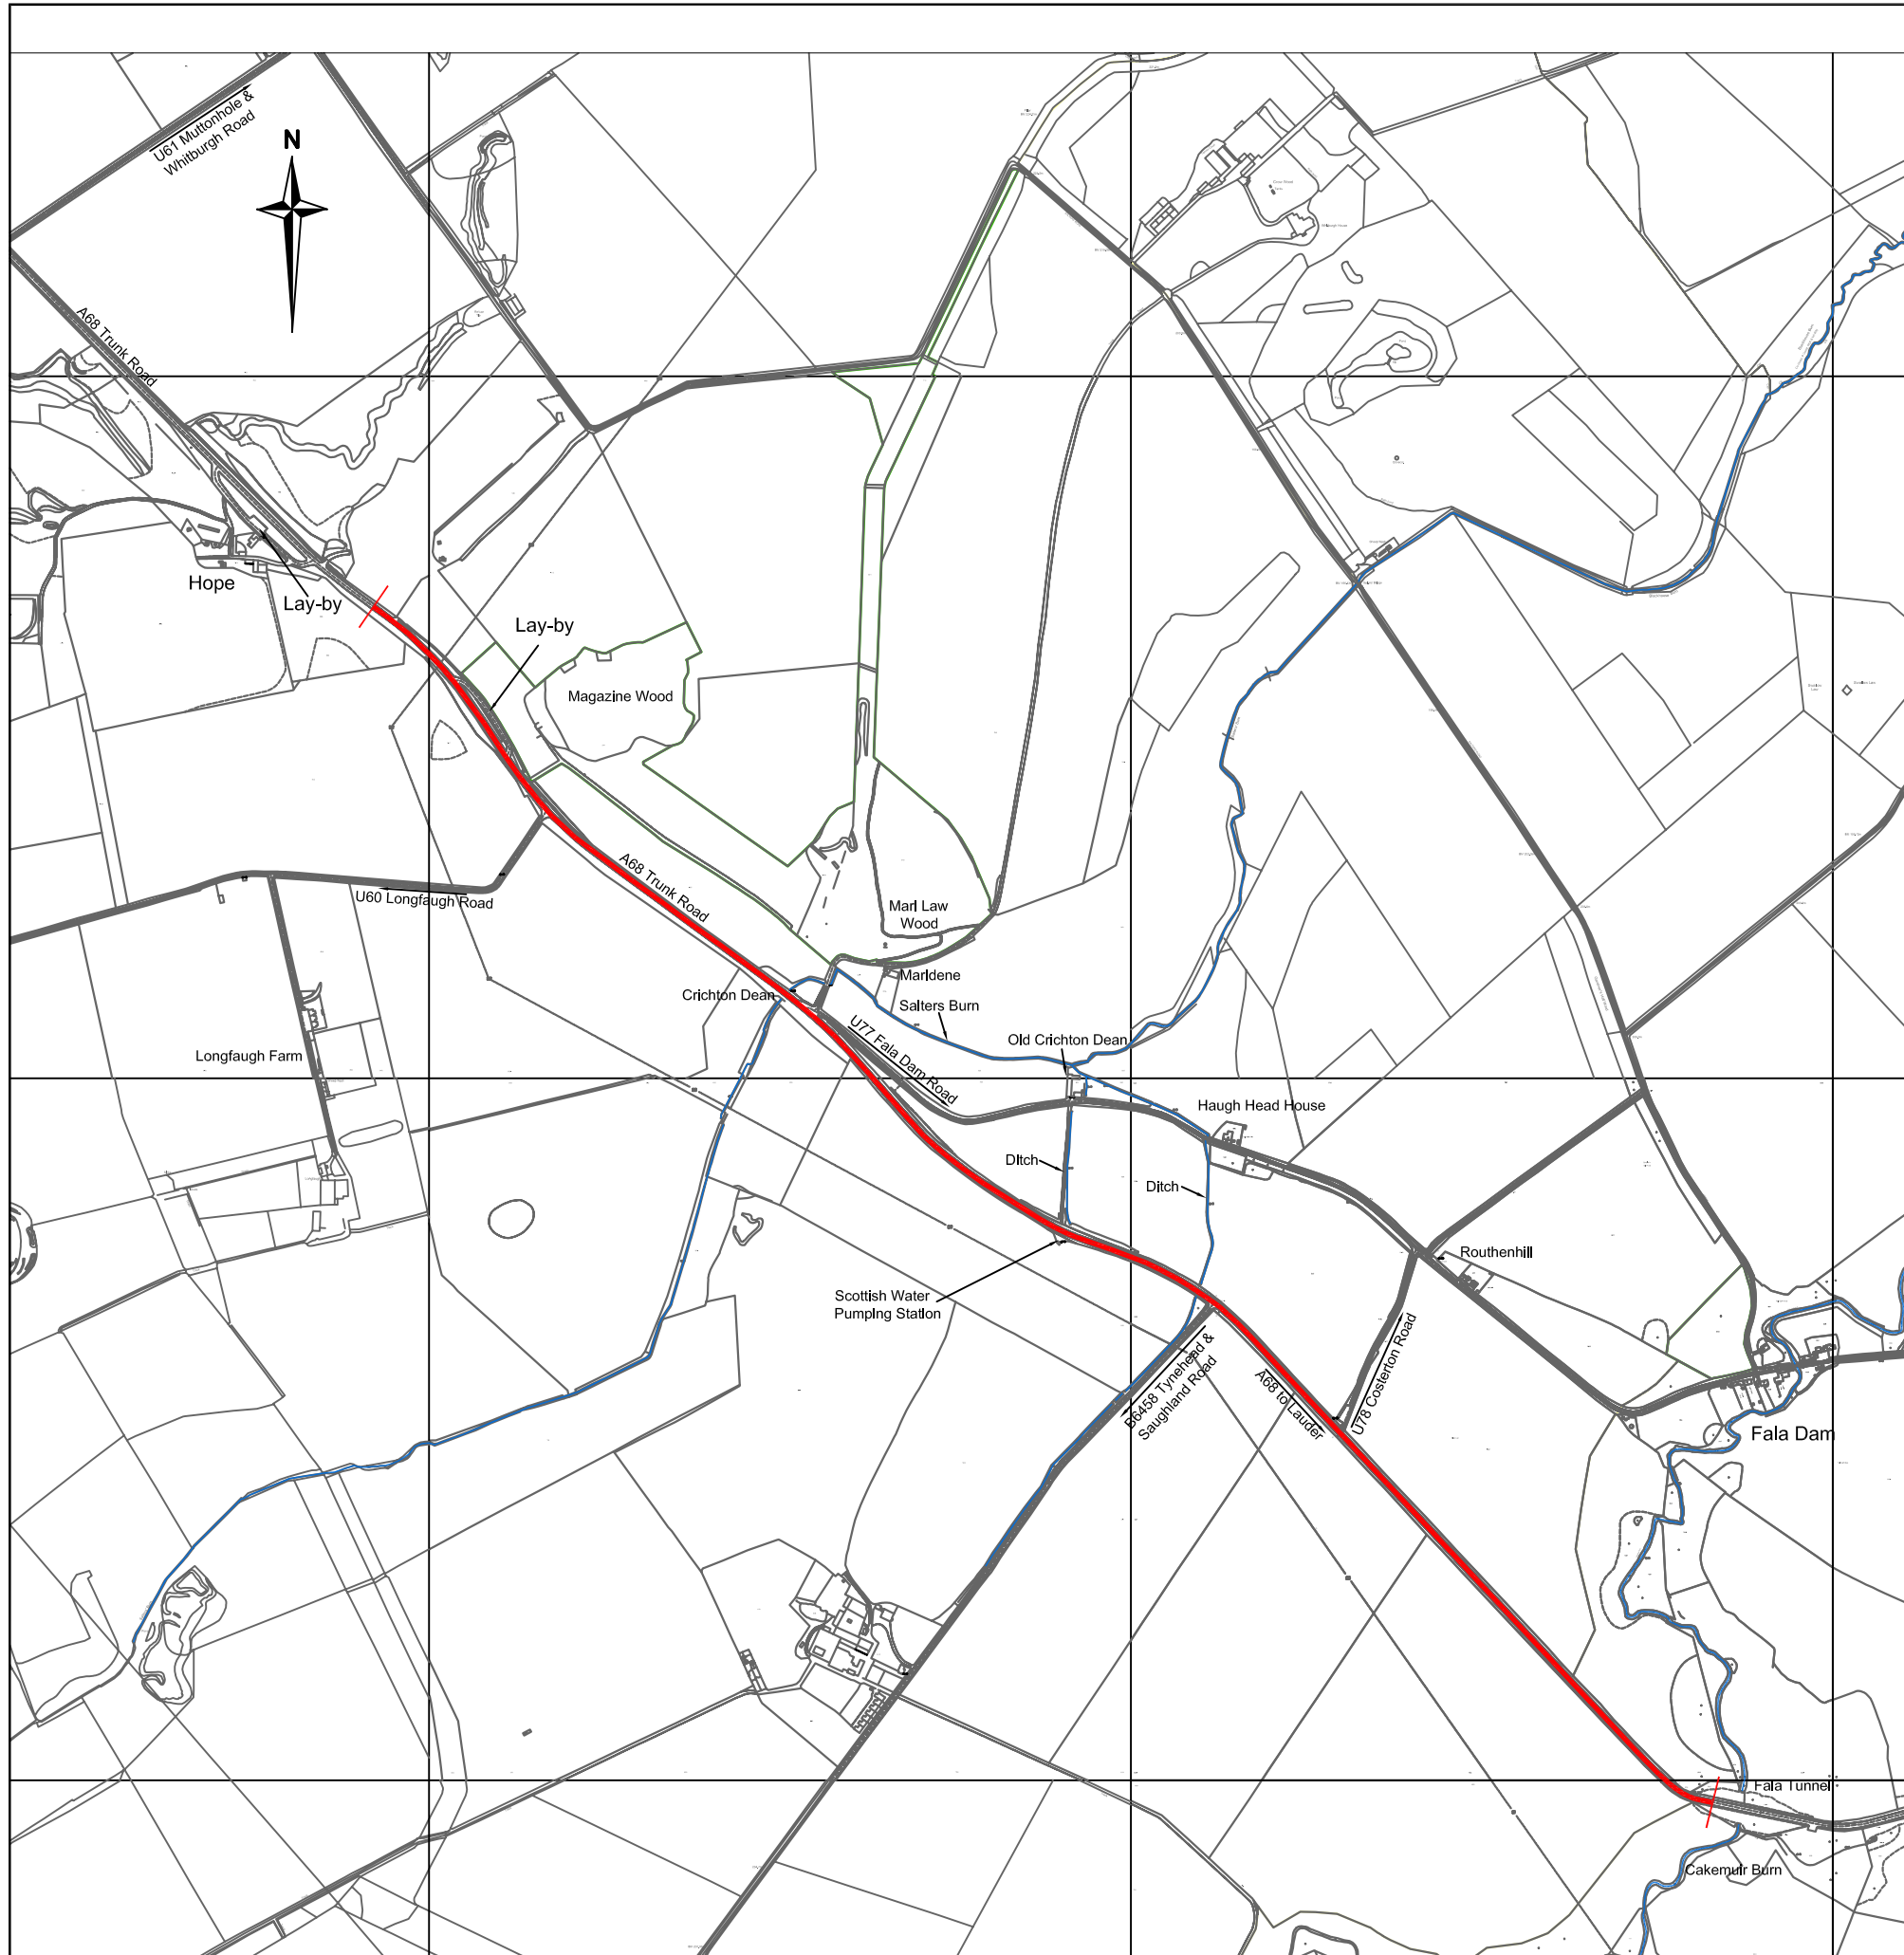 U61 Muttonhole &
Whitburgh Road
N
A68 Trunk Road
Hope
Lay-by
Lay-by
Magazine Wood
A68 Trunk Road
U60 Longfaugh Road
Marl Law
Wood
Marldene
Crichton Dean
Salters Burn
U77 Fala Dam Road
Old Crichton Dean
Longfaugh Farm
Haugh Head House
Ditch
Ditch
Routhenhill
Scottish Water
Pumping Station
B6458 Tynehead &
Saughland Road
A68 to Lauder
U78 Costerton Road
Fala Dam
Fala Tunnel
Cakemuir Burn